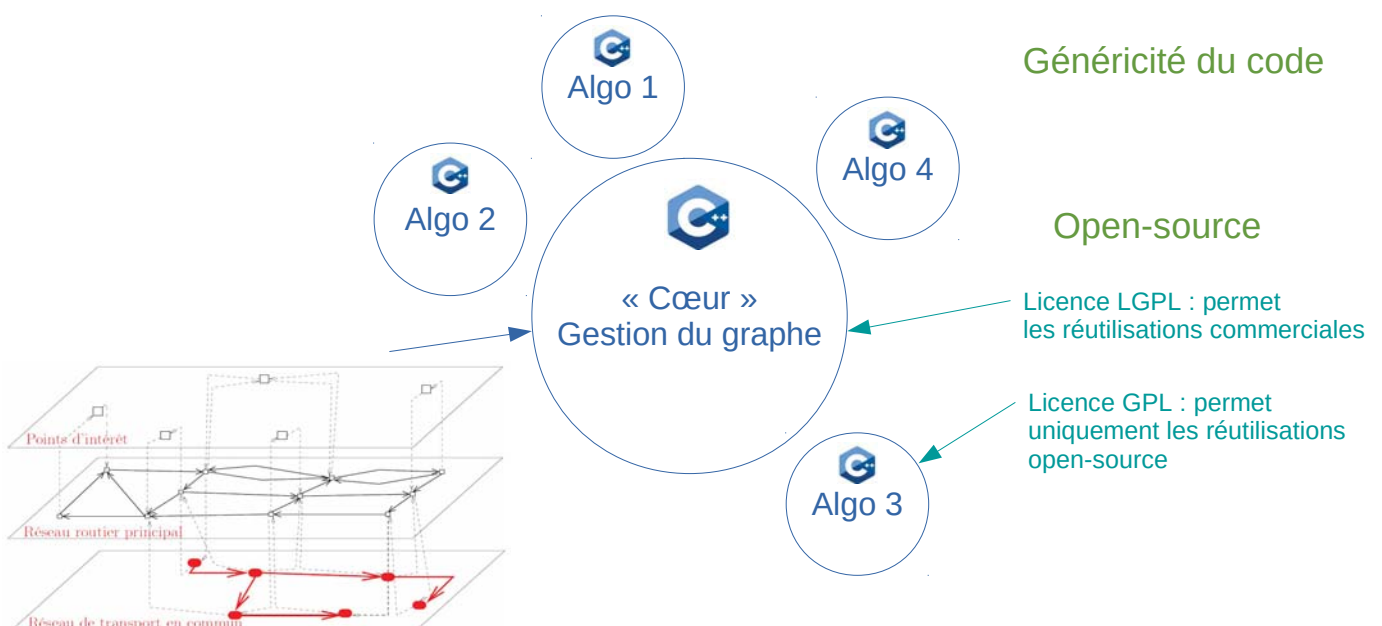 C++
Algo 1
Généricité du code
C++
Algo 4
C++
Algo 2
C++
« Cœur »
Gestion du graphe
Open-source
Licence LGPL : permet
les réutilisations commerciales
Licence GPL : permet
uniquement les réutilisations
open-source
C++
Algo 3
Points d'intérêt
Réseau routier principal
Réseau de transport en commun